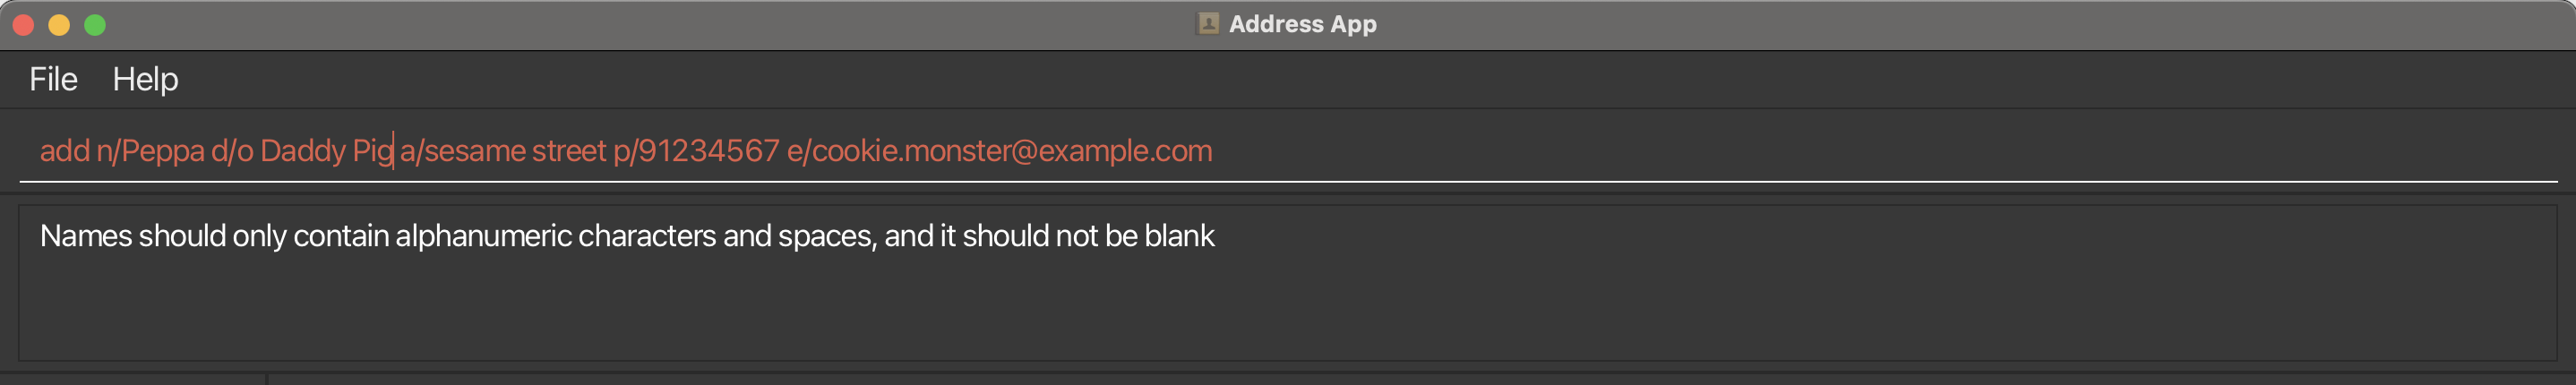 Address App
File Help
add n/Peppa d/o Daddy Pig a/sesame street p/91234567 e/cookie.monster@example.com
Names should only contain alphanumeric characters and spaces, and it should not be blank